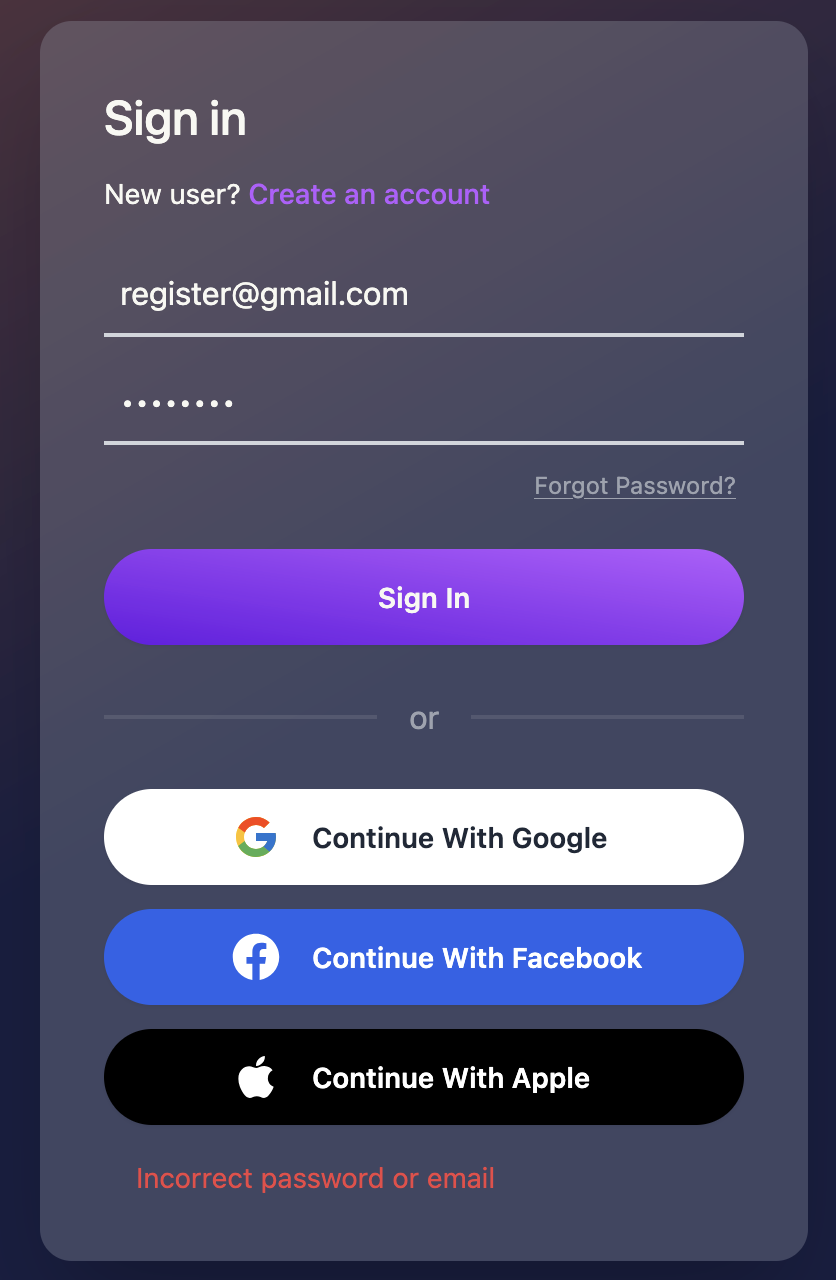 Sign in
New user? Create an account
register@gmail.com
••••••••
Forgot Password?
Sign In
or
Continue With Google
Continue With Facebook
Continue With Apple
Incorrect password or email